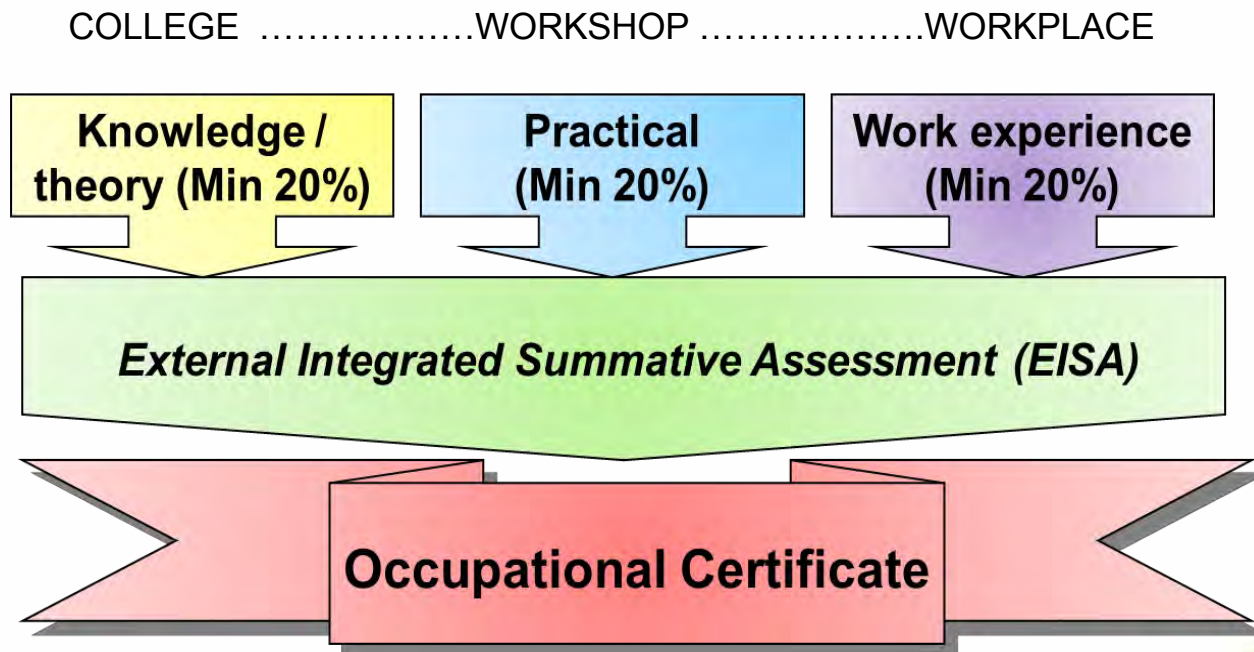 COLLEGE ………………WORKSHOP ……………….WORKPLACE
Knowledge /
theory (Min 20%)
Practical
(Min 20%)
Work experience
(Min 20%)
External Integrated Summative Assessment (EISA)
Occupational Certificate